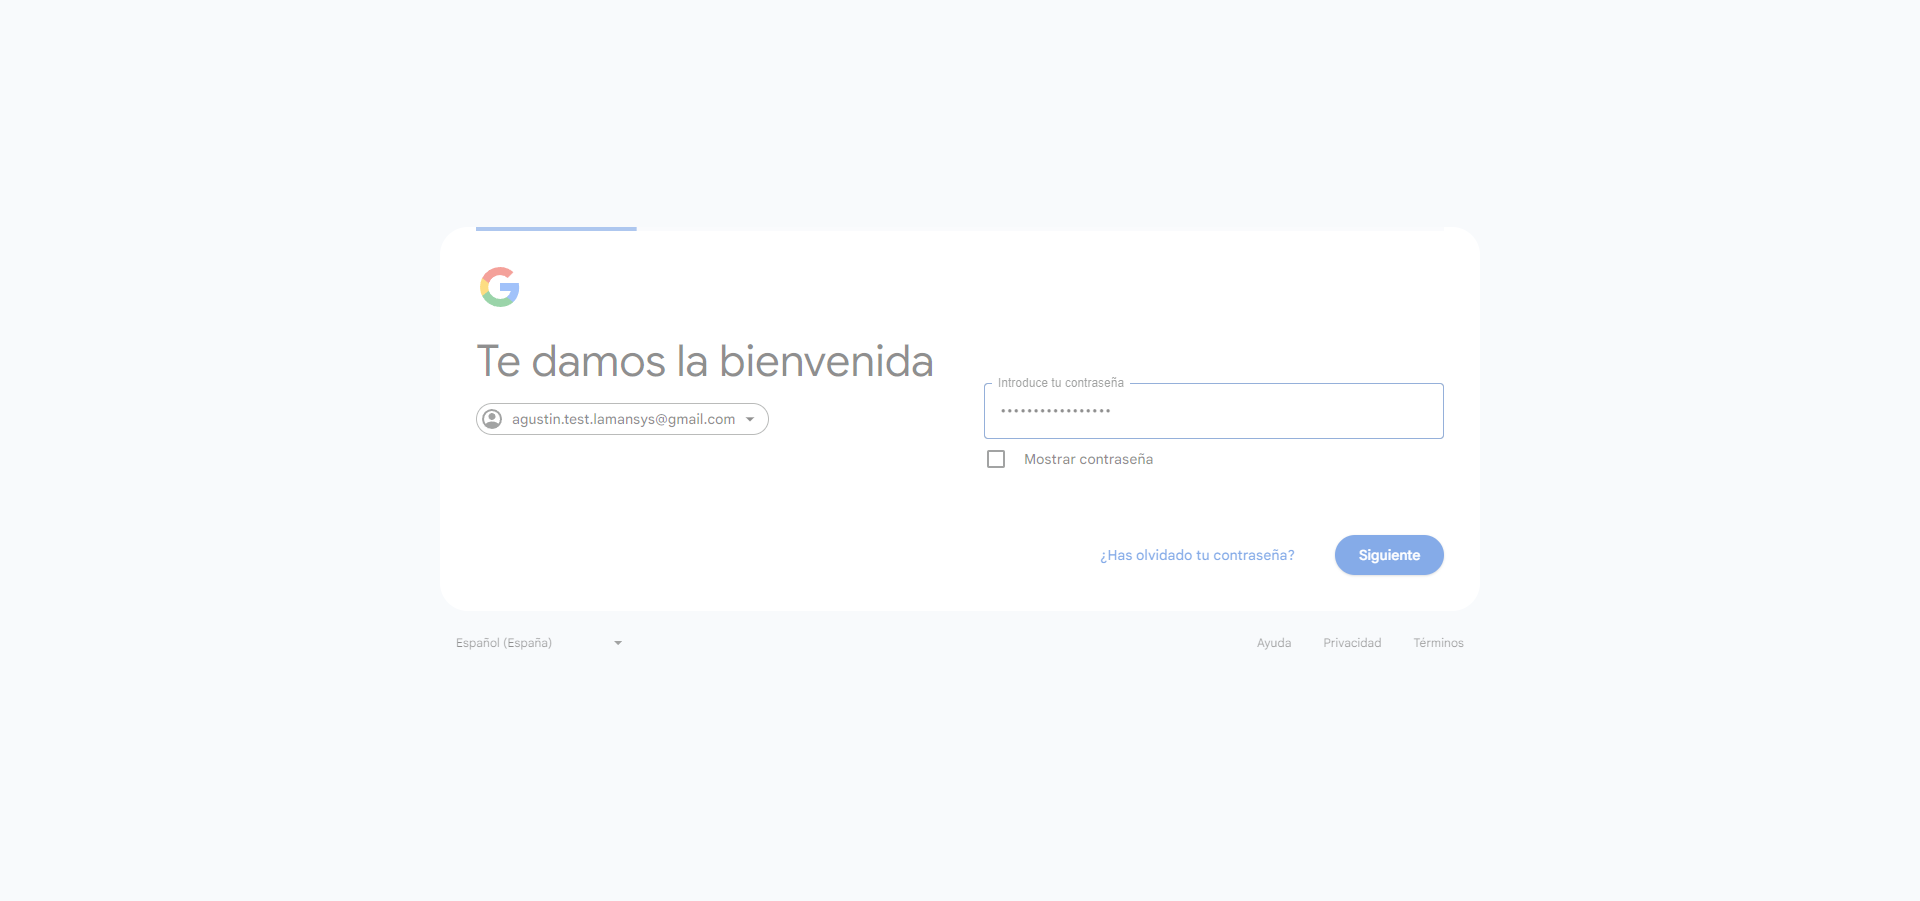 Te damos la bienvenida
agustin.test.lamansys@gmail.com
Introduce tu contraseña
•••••••••••••••••
Mostrar contraseña
¿Has olvidado tu contraseña?
Siguiente
Español (España)
Ayuda
Privacidad
Términos